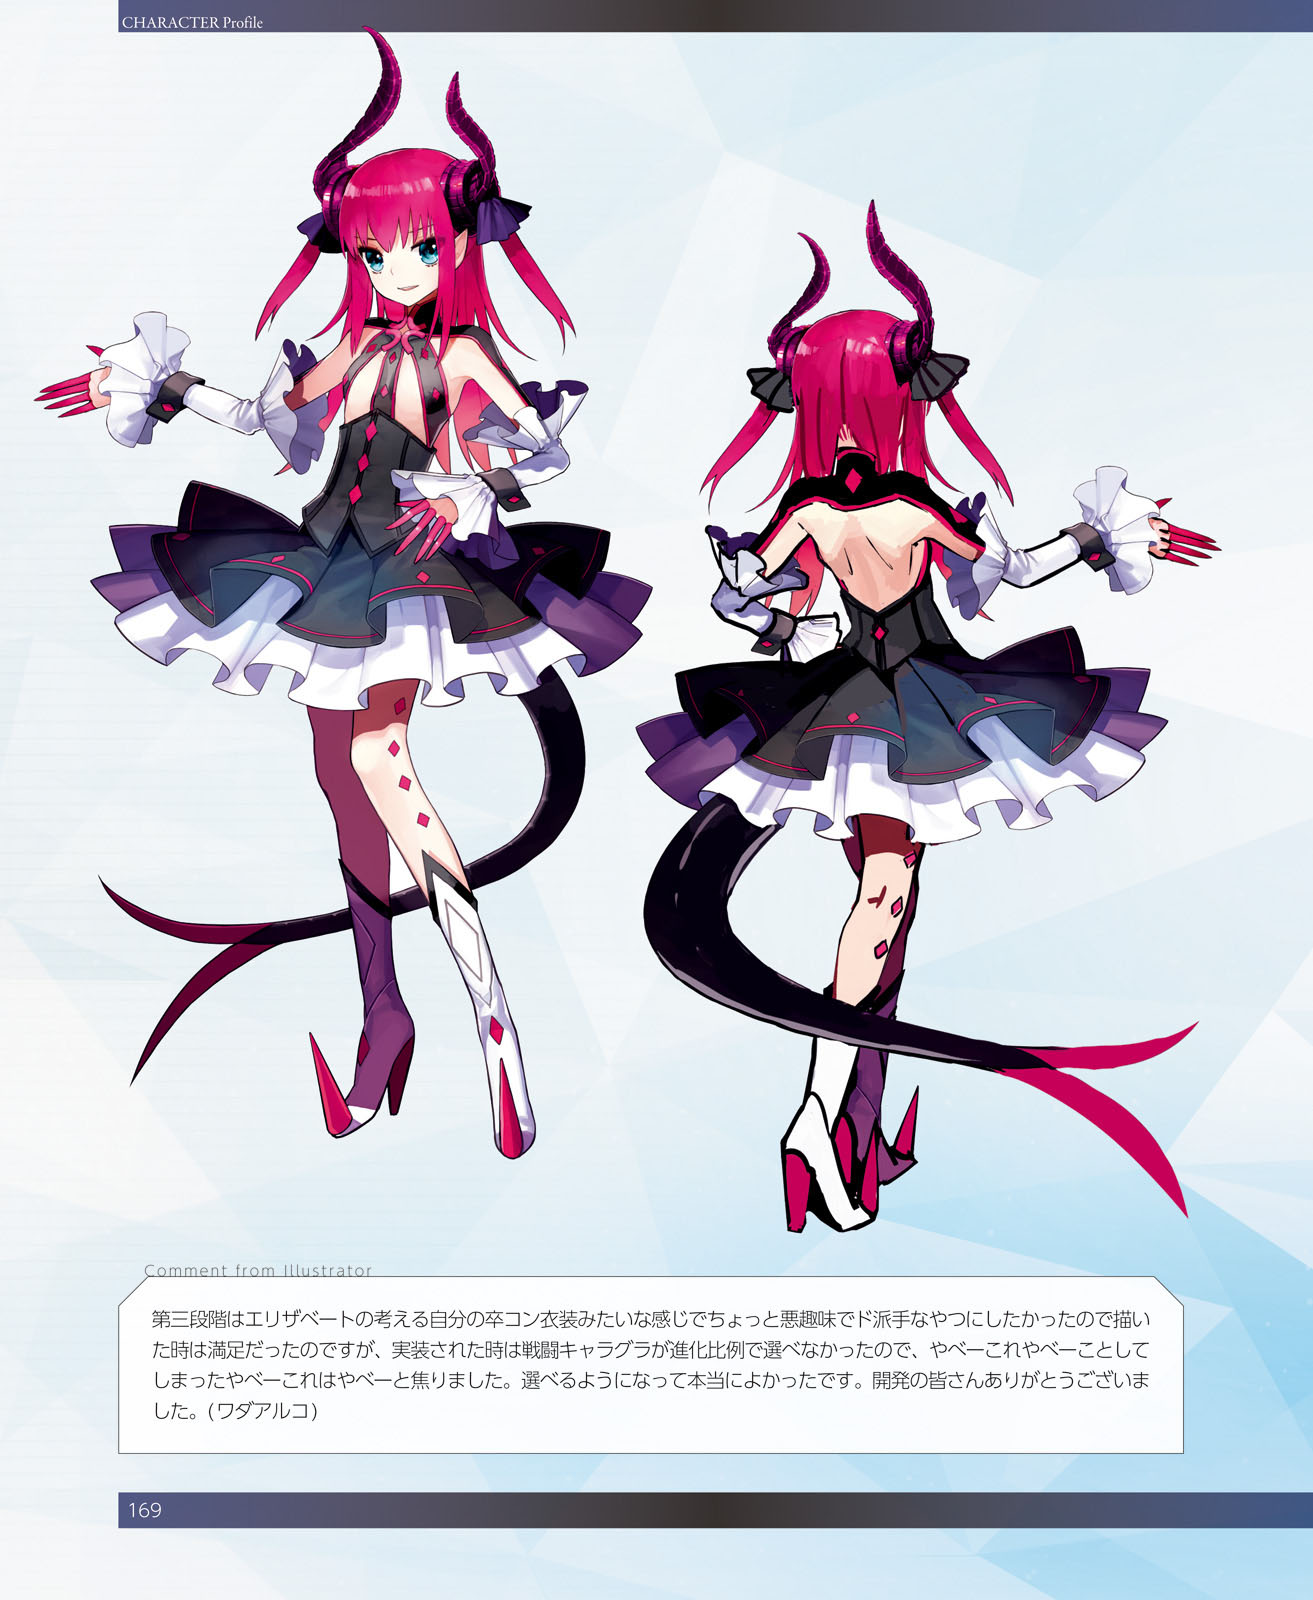 CHARACTER Profile
Comment from Illustrator
第三段階はエリザベートの考える自分の卒コン衣装みたいな感じでちょっと悪趣味でド派手なやつにしたかったので描い
た時は満足だったのですが、実装された時は戦闘キャラグラが進化比例で選べなかったので、やべーこれやべーことして
しまったやべーこれはやべーと焦りました。選べるようになって本当によかったです。開発の皆さんありがとうございま
した。(ワダアルコ)
169